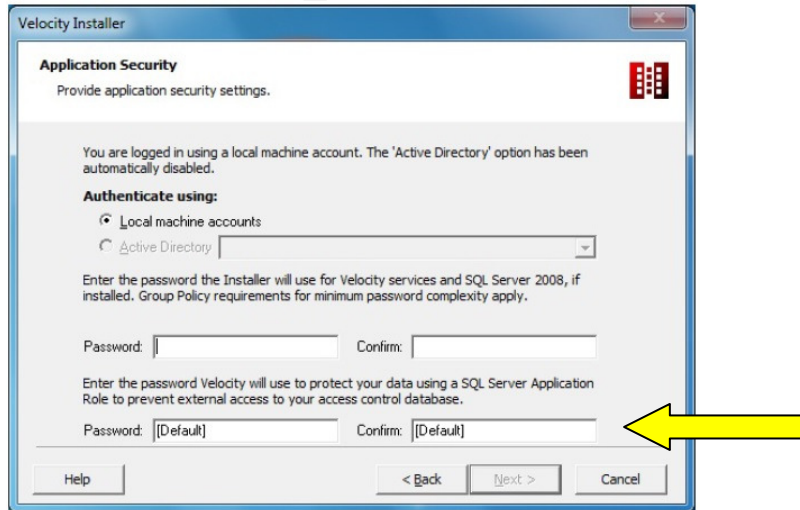 Velocity Installer
Application Security
Provide application security settings.
You are logged in using a local machine account. The 'Active Directory' option has been
automatically disabled.
Authenticate using:
Local machine accounts
Active Directory
Enter the password the Installer will use for Velocity services and SQL Server 2008, if
installed. Group Policy requirements for minimum password complexity apply.
Password: Confirm:
Enter the password Velocity will use to protect your data using a SQL Server Application
Role to prevent external access to your access control database.
Password: [Default] Confirm: [Default]
Help < Back Next > Cancel